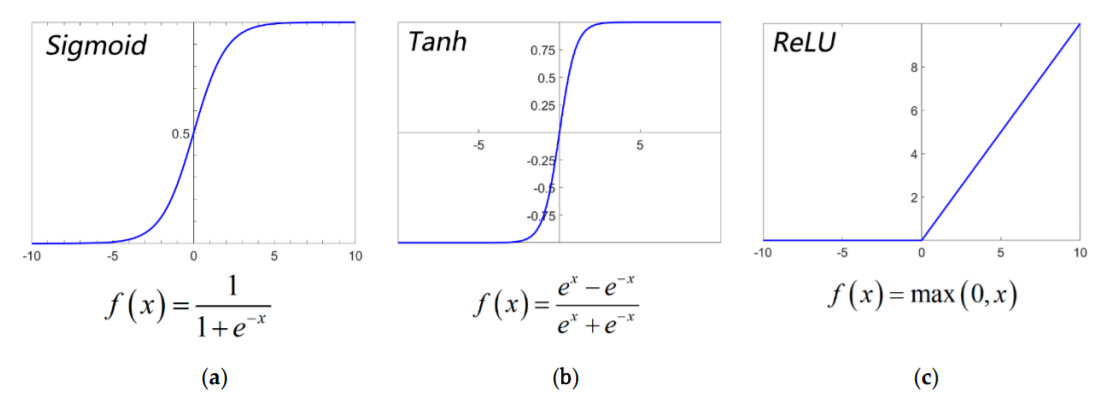 Sigmoid
0.5
-10 -5 0 5 10
f(x) = 1 / (1 + e^{-x})
(a)
Tanh
0.75
0.5
0.25
-5 5
-0.25
-0.5
-0.75
f(x) = (e^x − e^{-x}) / (e^x + e^{-x})
(b)
ReLU
8
6
4
2
-10 -5 0 5 10
f(x) = max(0, x)
(c)